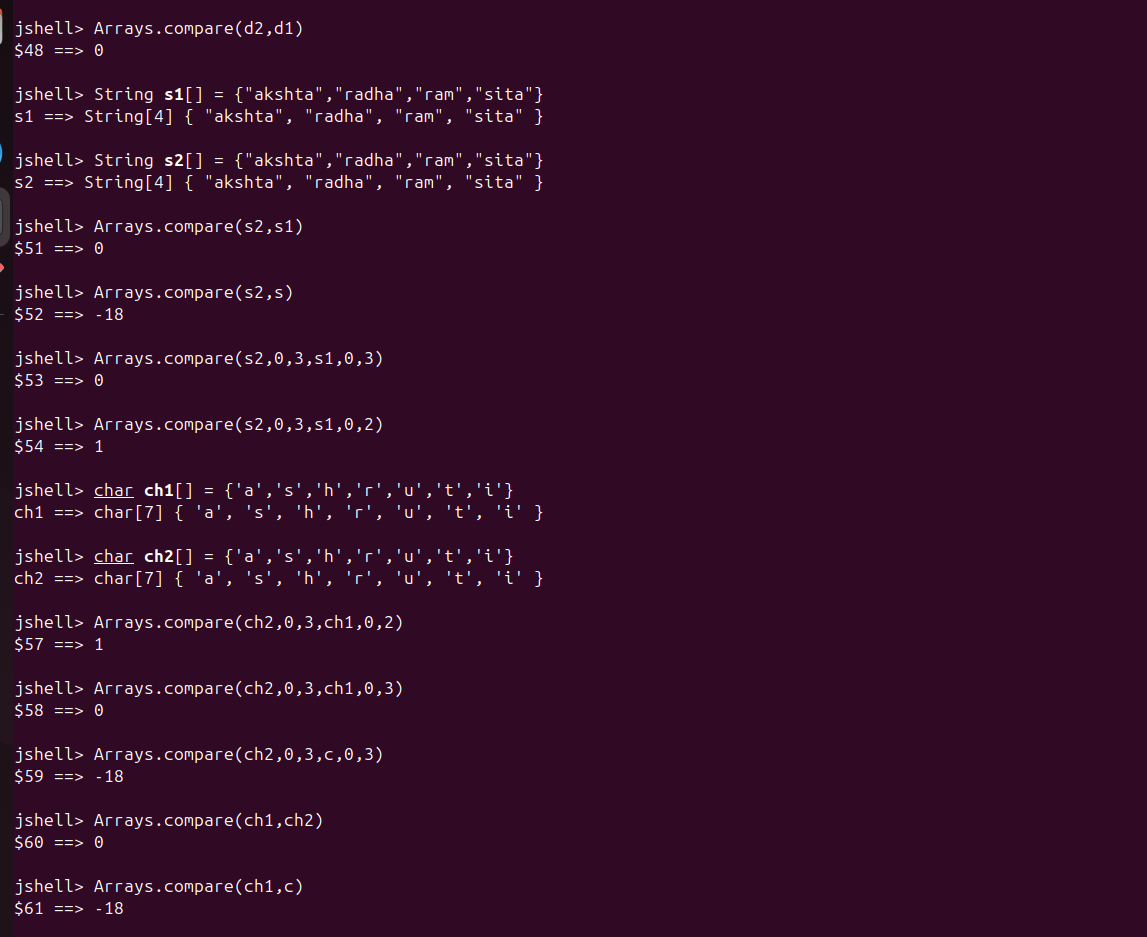 jshell> Arrays.compare(d2,d1)
$48 ==> 0
jshell> String s1[] = {"akshta","radha","ram","sita"}
s1 ==> String[4] { "akshta", "radha", "ram", "sita" }
jshell> String s2[] = {"akshta","radha","ram","sita"}
s2 ==> String[4] { "akshta", "radha", "ram", "sita" }
jshell> Arrays.compare(s2,s1)
$51 ==> 0
jshell> Arrays.compare(s2,s)
$52 ==> -18
jshell> Arrays.compare(s2,0,3,s1,0,3)
$53 ==> 0
jshell> Arrays.compare(s2,0,3,s1,0,2)
$54 ==> 1
jshell> char ch1[] = {'a','s','h','r','u','t','i'}
ch1 ==> char[7] { 'a', 's', 'h', 'r', 'u', 't', 'i' }
jshell> char ch2[] = {'a','s','h','r','u','t','i'}
ch2 ==> char[7] { 'a', 's', 'h', 'r', 'u', 't', 'i' }
jshell> Arrays.compare(ch2,0,3,ch1,0,2)
$57 ==> 1
jshell> Arrays.compare(ch2,0,3,ch1,0,3)
$58 ==> 0
jshell> Arrays.compare(ch2,0,3,c,0,3)
$59 ==> -18
jshell> Arrays.compare(ch1,ch2)
$60 ==> 0
jshell> Arrays.compare(ch1,c)
$61 ==> -18